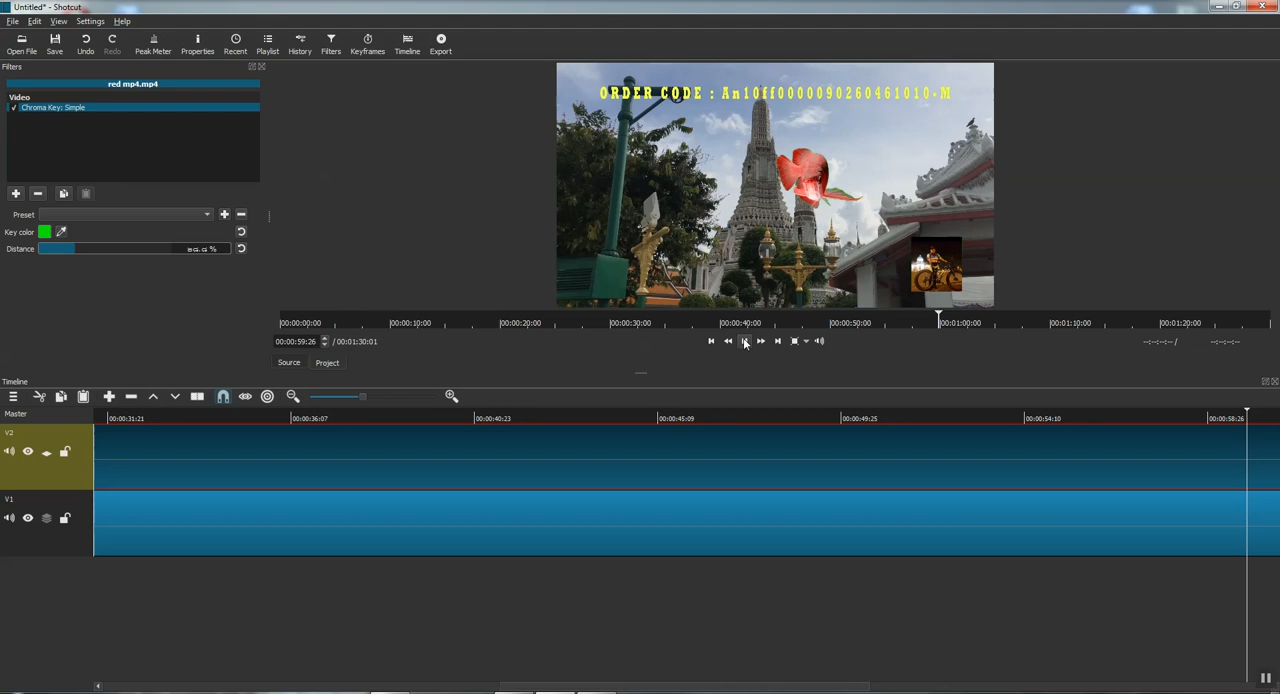 Untitled* - Shotcut
File Edit View Settings Help
Open File Save Undo Redo Peak Meter Properties Recent Playlist History Filters Keyframes Timeline Export
Filters
red mp4.mp4
Video
Chroma Key: Simple
Preset
Key color
Distance
ORDER CODE : An10ff0000090260461010-M
00:00:00:00 00:00:10:00 00:00:20:00 00:00:30:00 00:00:40:00 00:00:50:00 00:01:00:00 00:01:10:00 00:01:20:00
00:00:59:26 / 00:01:30:01 --:--:--:-- / --:--:--:--
Source Project
Timeline
Master
00:00:31:21 00:00:36:07 00:00:40:23 00:00:45:09 00:00:49:25 00:00:54:10 00:00:58:26
V2
V1